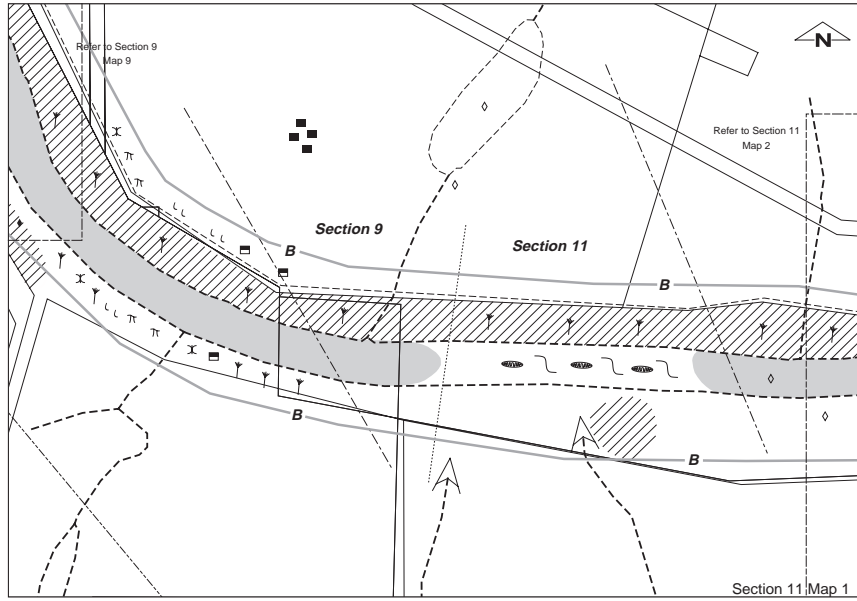 Refer to Section 9
Map 9
N
Refer to Section 11
Map 2
Section 9
Section 11
B
B
B
B
Section 11 Map 1